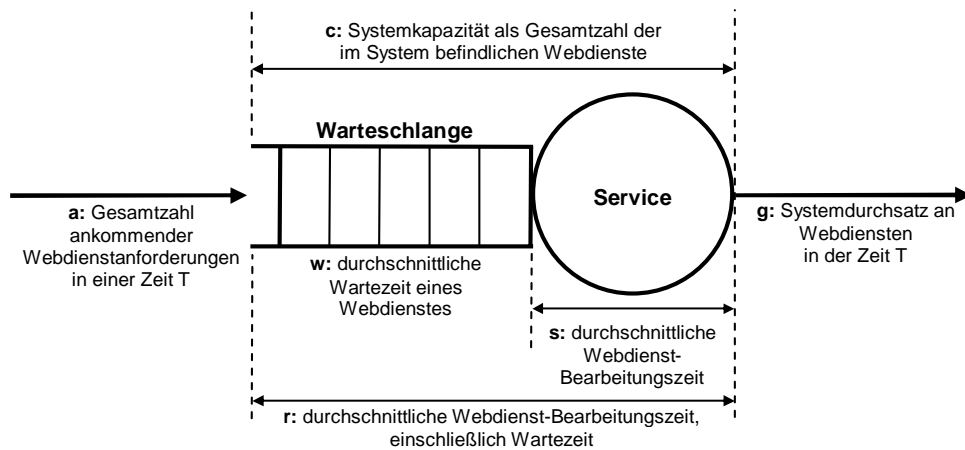 c: Systemkapazität als Gesamtzahl der
im System befindlichen Webdienste
Warteschlange
Service
a: Gesamtzahl
ankommender
Webdienstanforderungen
in einer Zeit T
g: Systemdurchsatz an
Webdiensten
in der Zeit T
w: durchschnittliche
Wartezeit eines
Webdienstes
s: durchschnittliche
Webdienst-
Bearbeitungszeit
r: durchschnittliche Webdienst-Bearbeitungszeit,
einschließlich Wartezeit